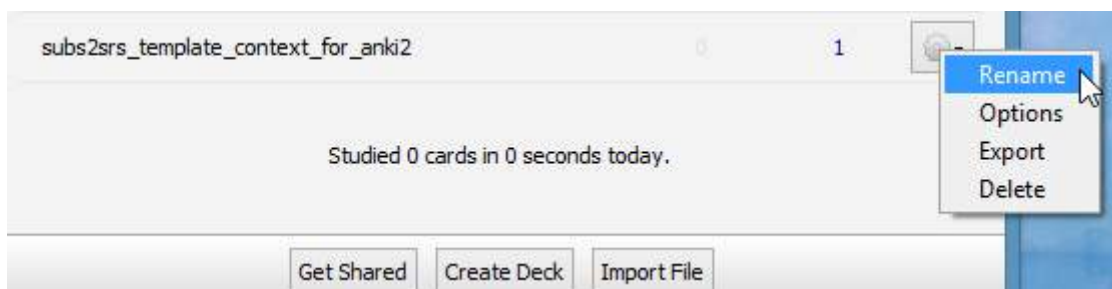 subs2srs_template_context_for_anki2 0 1
Rename
Options
Export
Delete
Studied 0 cards in 0 seconds today.
Get Shared Create Deck Import File